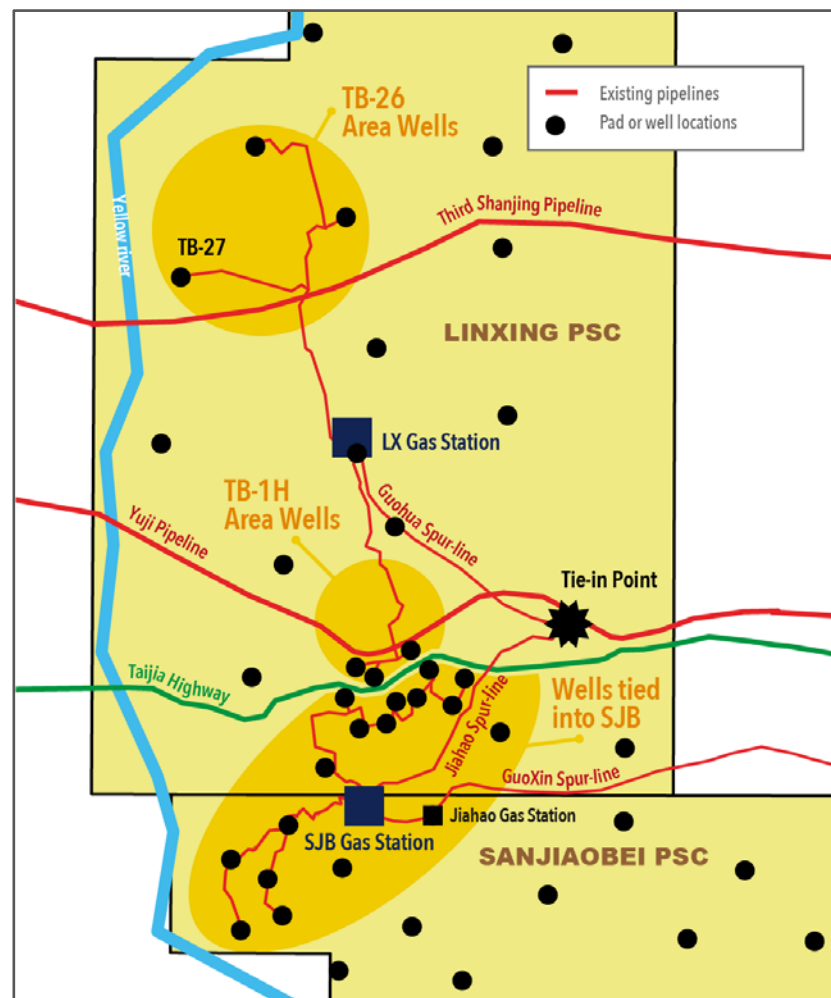 TB-26
Area Wells
Existing pipelines
Pad or well locations
Yellow river
TB-27
Third Shanjing Pipeline
LINXING PSC
LX Gas Station
TB-1H
Area Wells
Guohua Spur-line
Yuji Pipeline
Tie-in Point
Taijia Highway
Wells tied
into SJB
Jiahao Spur-line
GuoXin Spur-line
Jiahao Gas Station
SJB Gas Station
SANJIAOBEI PSC